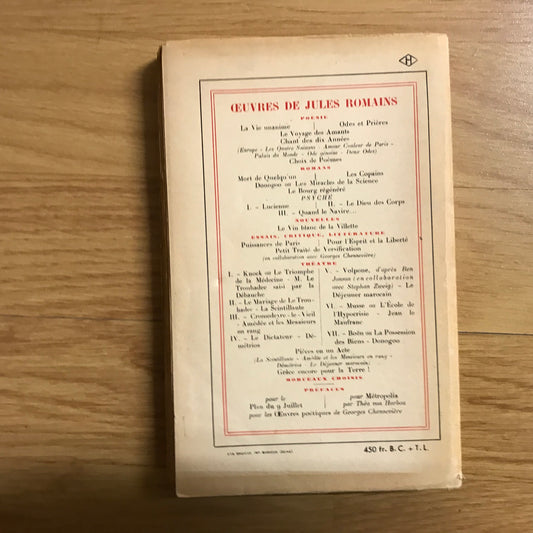 H
ŒUVRES DE JULES ROMAINS
POÉSIE
La Vie unanime
Odes et Prières
Le Voyage des Amants
Chant des dix Années
(Europe - Les Quatre Saisons - Amour Couleur de Paris -
Palais du Monde - Ode génoise - Deux Odes)
Choix de Poèmes
ROMANS
Mort de Quelqu'un
Les Copains
Donogoo ou Les Miracles de la Science
Le Bourg régénéré
PSYCHÉ
I. - Lucienne
II. - Le Dieu des Corps
III. - Quand le Navire...
NOUVELLES
Le Vin blanc de la Villette
ESSAIS, CRITIQUE, LITTÉRATURE
Puissances de Paris
Pour l'Esprit et la Liberté
Petit Traité de Versification
(en collaboration avec Georges Chennevière)
THÉÂTRE
I. - Knock ou Le Triomphe
de la Médecine - M. Le
Trouhadec saisi par la
Débauche
II. - Le Mariage de Le Trou-
hadec - La Scintillante
III. - Cromedeyre-le-Vieil
- Amédée et les Messieurs
en rang
IV. - Le Dictateur - Dé-
métrios
V. - Volpone, d'après Ben
Jonson (en collaboration
avec Stephan Zweig) - Le
Déjeuner marocain
VI. - Musse ou L'École de
l'Hypocrisie - Jean le
Maufranc
VII. - Boën ou La Possession
des Biens - Donogoo
Pièces en un Acte
(La Scintillante - Amédée et les Messieurs en rang -
Démétrios - Le Déjeuner marocain)
Grâce encore pour la Terre !
MORCEAUX CHOISIS
PRÉFACES
pour le
Plan du 9 Juillet
pour Métropolis
par Théa von Harbou
pour les Œuvres poétiques de Georges Chennevière
450 fr. B. C. + T. L.